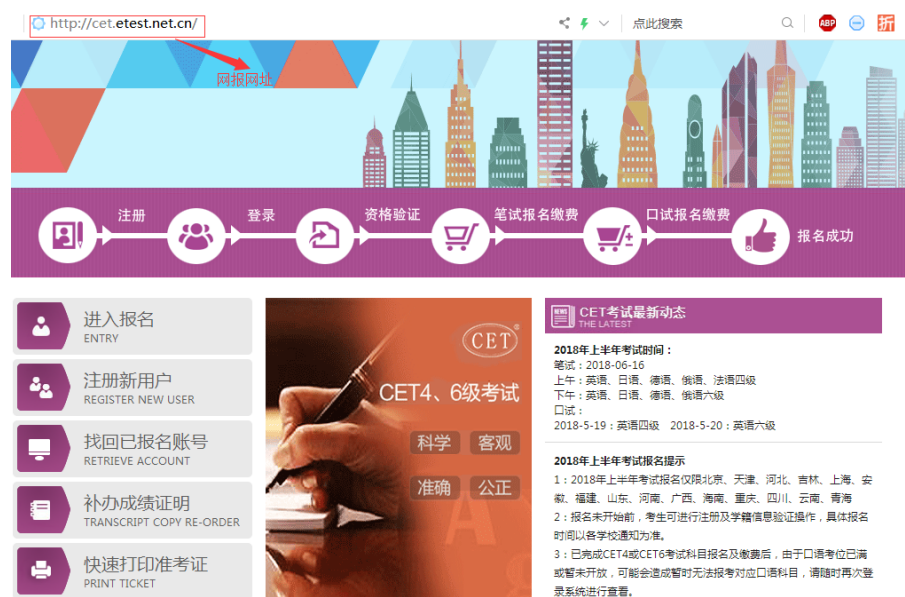 http://cet.etest.net.cn/
点此搜索
ABP
折
网报网址
注册
登录
资格验证
笔试报名缴费
口试报名缴费
报名成功
进入报名
ENTRY
注册新用户
REGISTER NEW USER
找回已报名账号
RETRIEVE ACCOUNT
补办成绩证明
TRANSCRIPT COPY RE-ORDER
快速打印准考证
PRINT TICKET
CET®
CET4、6级考试
科学 客观
准确 公正
A
NEWS
CET考试最新动态
THE LATEST
2018年上半年考试时间：
笔试：2018-06-16
上午：英语、日语、德语、俄语、法语四级
下午：英语、日语、德语、俄语六级
口试：
2018-5-19：英语四级 2018-5-20：英语六级
2018年上半年考试报名提示
1：2018年上半年考试报名仅限北京、天津、河北、吉林、上海、安
徽、福建、山东、河南、广西、海南、重庆、四川、云南、青海
2：报名未开始前，考生可进行注册及学籍信息验证操作，具体报名
时间以各学校通知为准。
3：已完成CET4或CET6考试科目报名及缴费后，由于口语考位已满
或暂未开放，可能会造成暂时无法报考对应口语科目，请随时再次登
录系统进行查看。